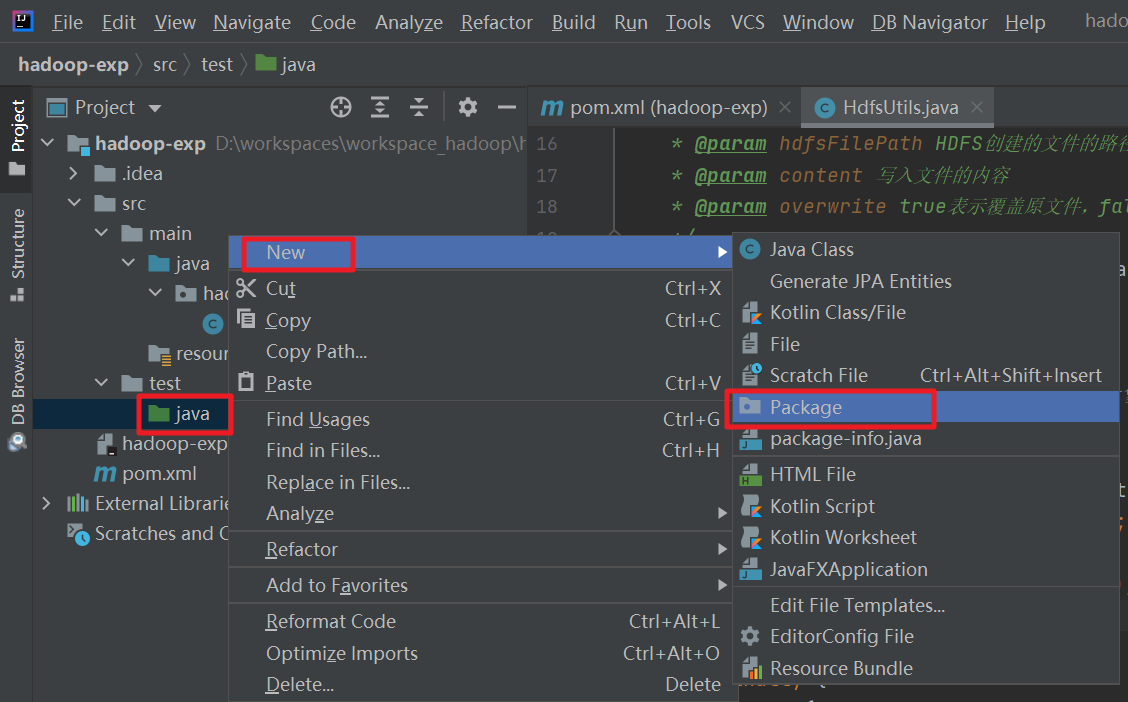 File Edit View Navigate Code Analyze Refactor Build Run Tools VCS Window DB Navigator Help hado
hadoop-exp src test java
Project
Structure
DB Browser
Project
pom.xml (hadoop-exp) HdfsUtils.java
hadoop-exp D:\workspaces\workspace_hadoop\h
.idea
src
main
java
had
resour
test
java
hadoop-exp
pom.xml
External Librarie
Scratches and C
16 * @param hdfsFilePath HDFS创建的文件的路径
17 * @param content 写入文件的内容
18 * @param overwrite true表示覆盖原文件，fal
New
Cut Ctrl+X
Copy Ctrl+C
Copy Path...
Paste Ctrl+V
Find Usages Ctrl+G
Find in Files... Ctrl+H
Replace in Files...
Analyze
Refactor
Add to Favorites
Reformat Code Ctrl+Alt+L
Optimize Imports Ctrl+Alt+O
Delete... Delete
Java Class
Generate JPA Entities
Kotlin Class/File
File
Scratch File Ctrl+Alt+Shift+Insert
Package
package-info.java
HTML File
Kotlin Script
Kotlin Worksheet
JavaFXApplication
Edit File Templates...
EditorConfig File
Resource Bundle